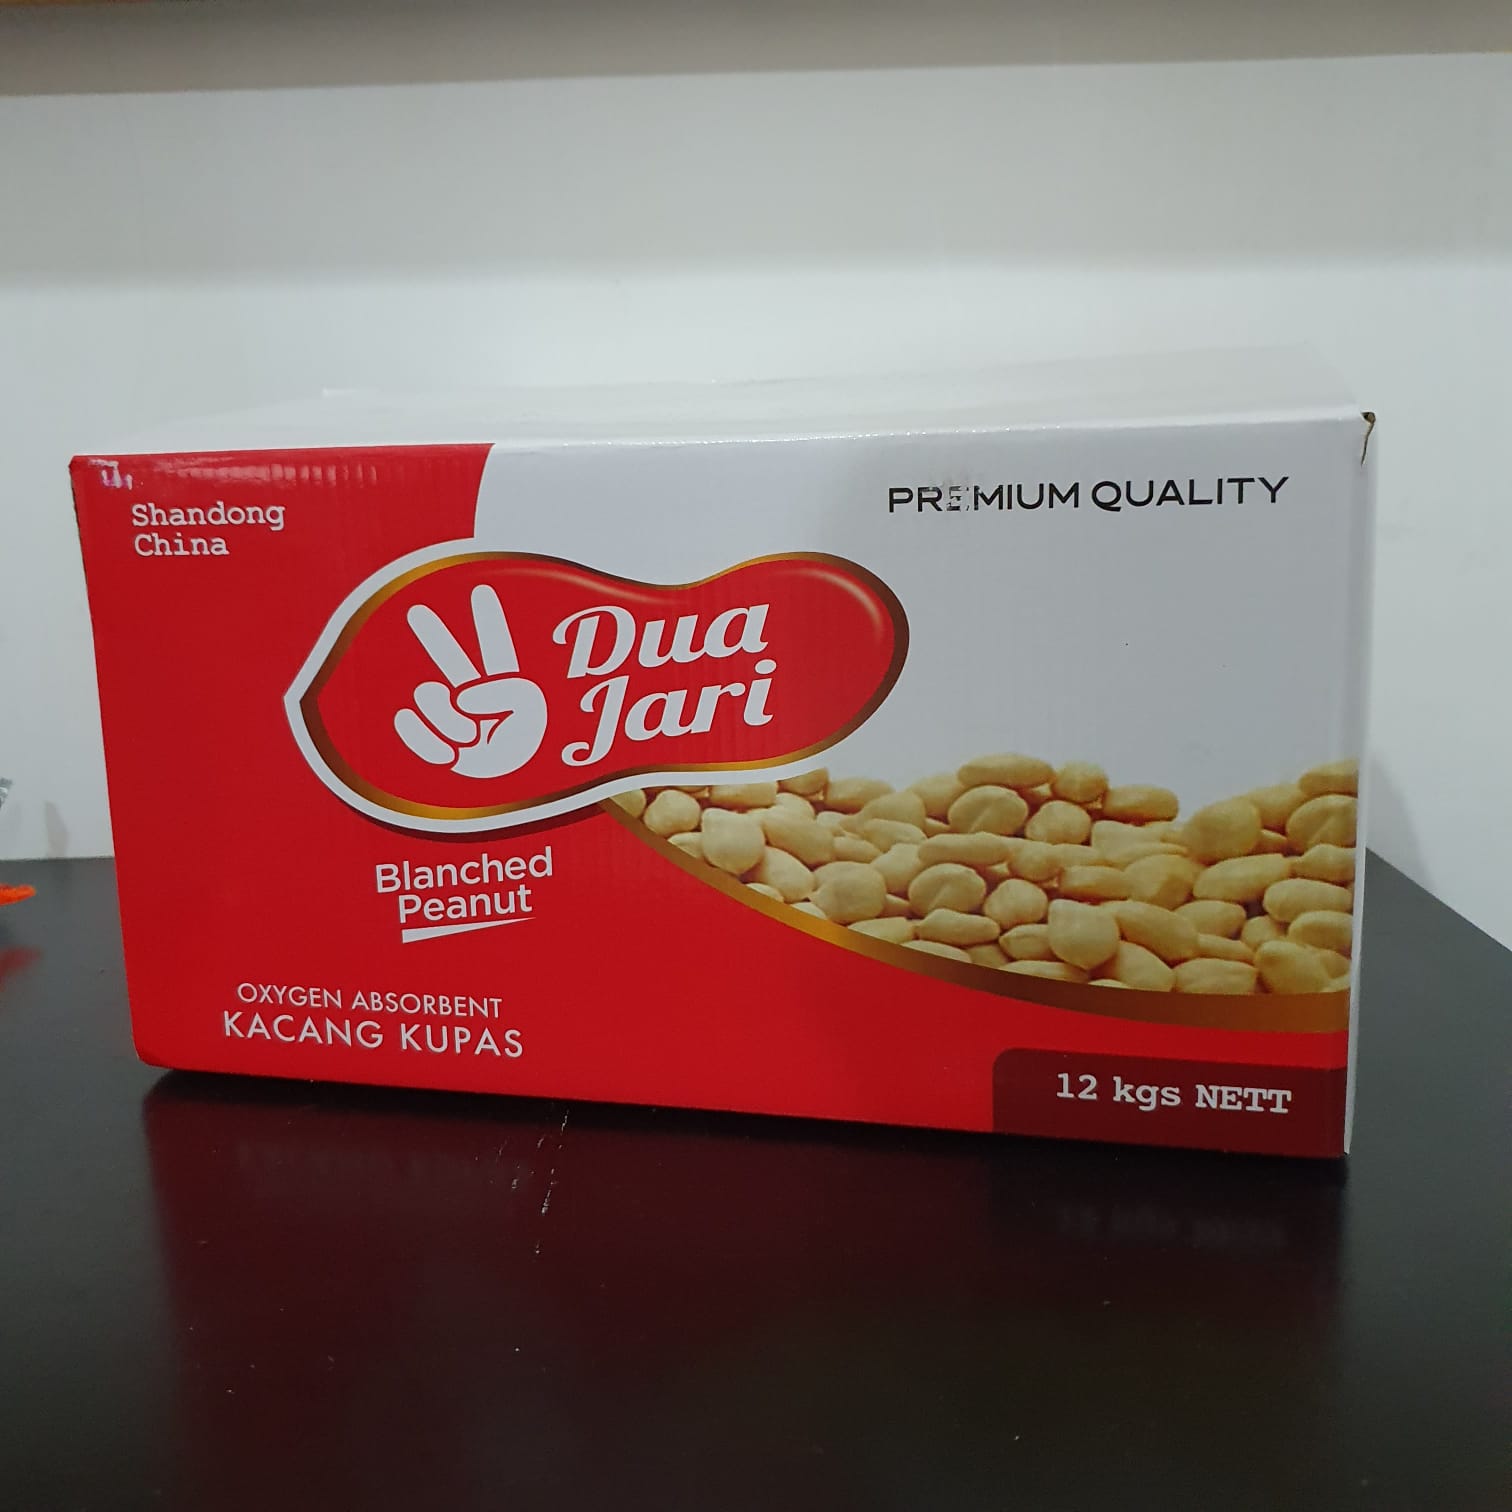 Shandong
China
PREMIUM QUALITY
Dua
Jari
Blanched
Peanut
OXYGEN ABSORBENT
KACANG KUPAS
12 kgs NETT